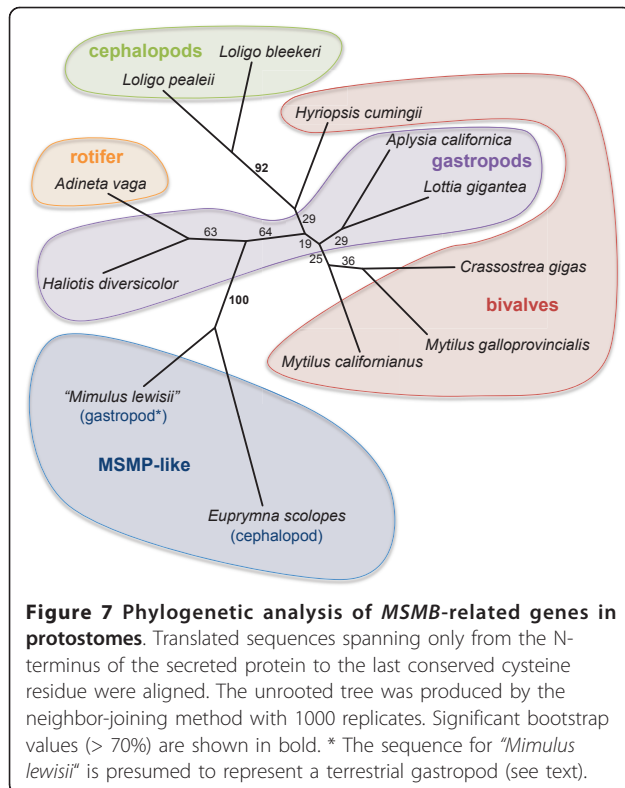 cephalopods
Loligo bleekeri
Loligo pealeii
Hyriopsis cumingii
Aplysia californica
rotifer
gastropods
Adineta vaga
Lottia gigantea
92
29
63
64
19
29
25
36
Crassostrea gigas
Haliotis diversicolor
bivalves
100
Mytilus galloprovincialis
Mytilus californianus
"Mimulus lewisii"
(gastropod*)
MSMP-like
Euprymna scolopes
(cephalopod)
Figure 7 Phylogenetic analysis of MSMB-related genes in
protostomes. Translated sequences spanning only from the N-
terminus of the secreted protein to the last conserved cysteine
residue were aligned. The unrooted tree was produced by the
neighbor-joining method with 1000 replicates. Significant bootstrap
values (> 70%) are shown in bold. * The sequence for "Mimulus
lewisii" is presumed to represent a terrestrial gastropod (see text).